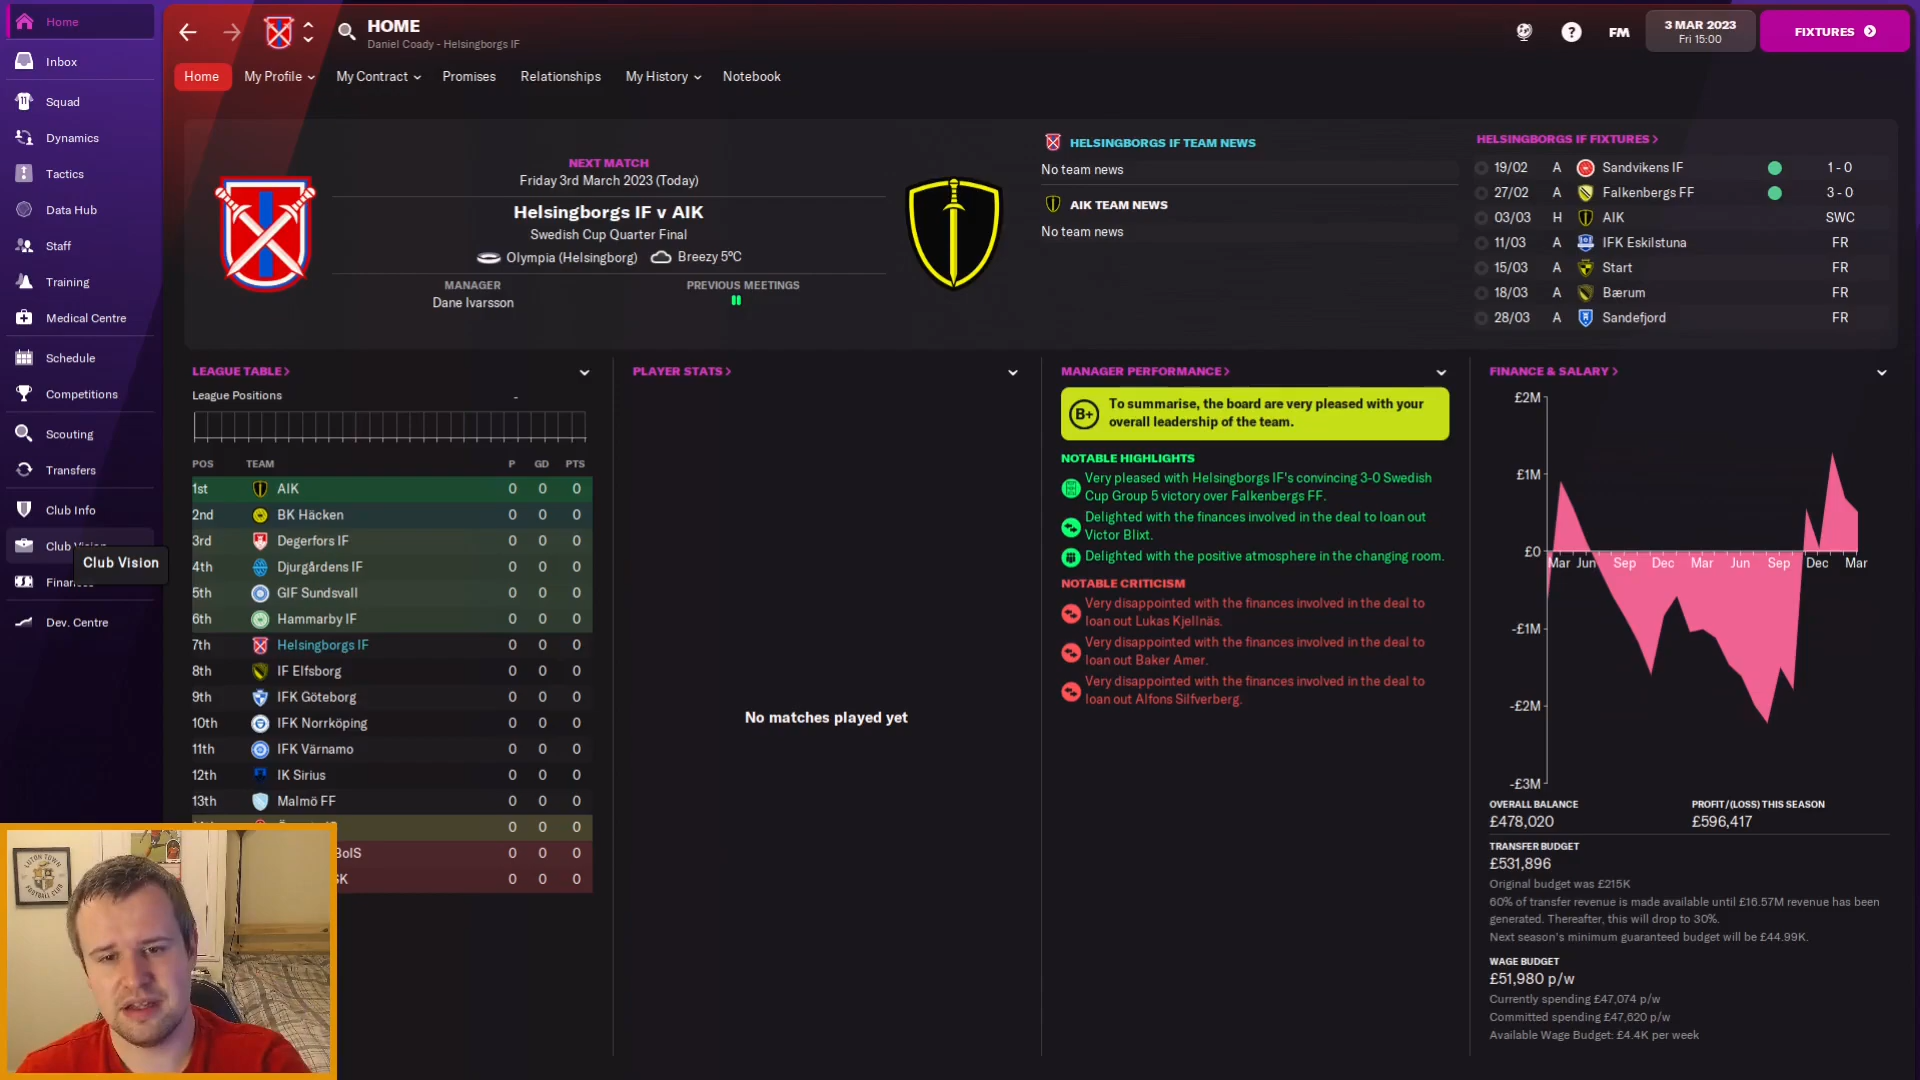 Home
Inbox
Squad
Dynamics
Tactics
Data Hub
Staff
Training
Medical Centre
Schedule
Competitions
Scouting
Transfers
Club Info
Club Vision
Club Vision
Finances
Dev. Centre
HOME
Daniel Coady - Helsingborgs IF
FM
3 MAR 2023
Fri 15:00
FIXTURES
Home
My Profile
My Contract
Promises
Relationships
My History
Notebook
NEXT MATCH
Friday 3rd March 2023 (Today)
Helsingborgs IF v AIK
Swedish Cup Quarter Final
Olympia (Helsingborg) Breezy 5ºC
MANAGER
Dane Ivarsson
PREVIOUS MEETINGS
HELSINGBORGS IF TEAM NEWS
No team news
AIK TEAM NEWS
No team news
HELSINGBORGS IF FIXTURES >
19/02 A Sandvikens IF 1 - 0
27/02 A Falkenbergs FF 3 - 0
03/03 H AIK SWC
11/03 A IFK Eskilstuna FR
15/03 A Start FR
18/03 A Bærum FR
28/03 A Sandefjord FR
LEAGUE TABLE >
League Positions -
POS TEAM P GD PTS
1st AIK 0 0 0
2nd BK Häcken 0 0 0
3rd Degerfors IF 0 0 0
4th Djurgårdens IF 0 0 0
5th GIF Sundsvall 0 0 0
6th Hammarby IF 0 0 0
7th Helsingborgs IF 0 0 0
8th IF Elfsborg 0 0 0
9th IFK Göteborg 0 0 0
10th IFK Norrköping 0 0 0
11th IFK Värnamo 0 0 0
12th IK Sirius 0 0 0
13th Malmö FF 0 0 0
0 0 0
BoIS 0 0 0
SK 0 0 0
LUTON TOWN
FOOTBALL CLUB
PLAYER STATS >
No matches played yet
MANAGER PERFORMANCE >
B+
To summarise, the board are very pleased with your
overall leadership of the team.
NOTABLE HIGHLIGHTS
Very pleased with Helsingborgs IF's convincing 3-0 Swedish
Cup Group 5 victory over Falkenbergs FF.
Delighted with the finances involved in the deal to loan out
Victor Blixt.
Delighted with the positive atmosphere in the changing room.
NOTABLE CRITICISM
Very disappointed with the finances involved in the deal to
loan out Lukas Kjellnäs.
Very disappointed with the finances involved in the deal to
loan out Baker Amer.
Very disappointed with the finances involved in the deal to
loan out Alfons Silfverberg.
FINANCE & SALARY >
£2M
£1M
£0
-£1M
-£2M
-£3M
Mar Jun Sep Dec Mar Jun Sep Dec Mar
OVERALL BALANCE
£478,020
PROFIT/(LOSS) THIS SEASON
£596,417
TRANSFER BUDGET
£531,896
Original budget was £215K
60% of transfer revenue is made available until £16.57M revenue has been
generated. Thereafter, this will drop to 30%.
Next season's minimum guaranteed budget will be £44.99K.
WAGE BUDGET
£51,980 p/w
Currently spending £47,074 p/w
Committed spending £47,620 p/w
Available Wage Budget: £4.4K per week